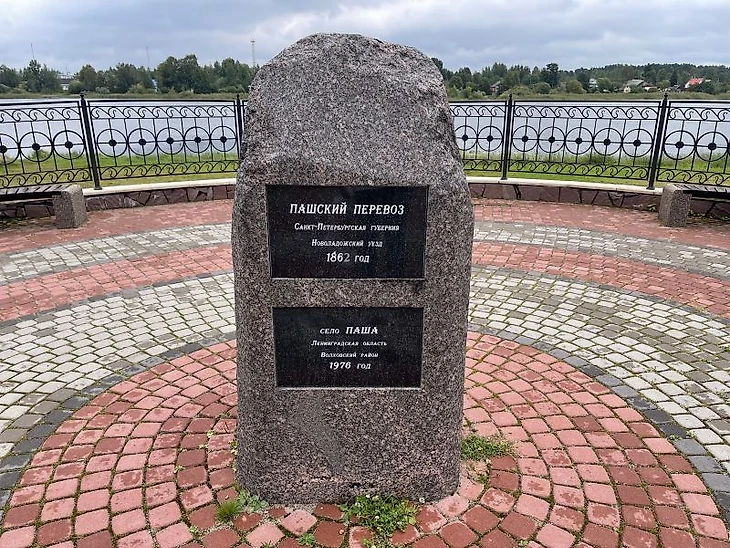 ПАШСКИЙ ПЕРЕВОЗ
САНКТ-ПЕТЕРБУРГСКАЯ ГУБЕРНИЯ
НОВОЛАДОЖСКИЙ УЕЗД
1862 ГОД
СЕЛО ПАША
ЛЕНИНГРАДСКАЯ ОБЛАСТЬ
ВОЛХОВСКИЙ РАЙОН
1976 ГОД